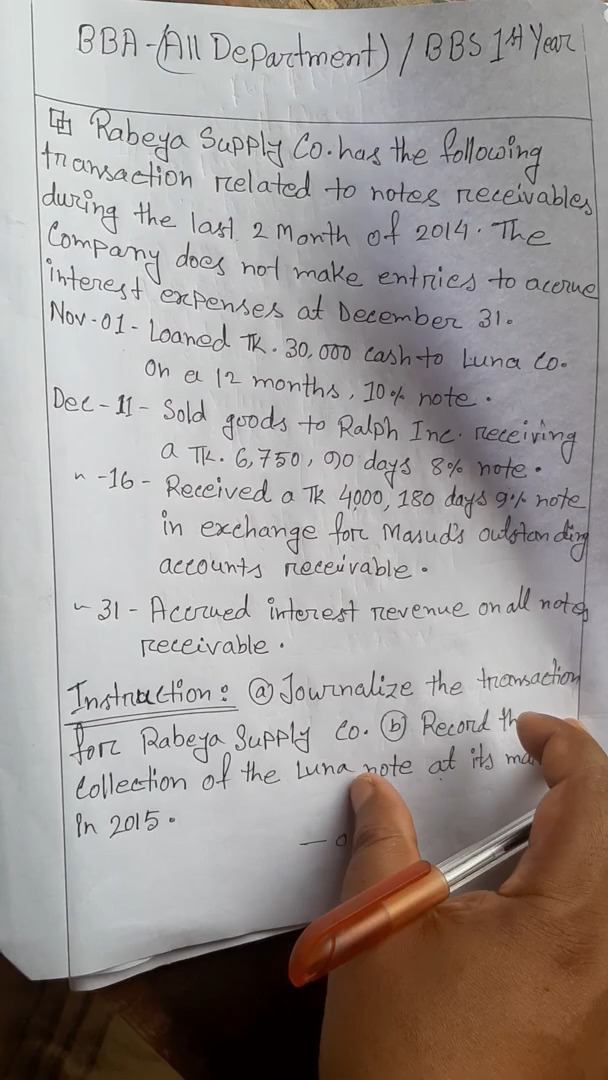 BBA-(All Department) / BBS 1st Year
Rabeya Supply Co. has the following
transaction related to notes receivables
during the last 2 Month of 2014. The
Company does not make entries to accrue
interest expenses at December 31.
Nov-01- Loaned Tk. 30,000 cash to Luna Co.
On a 12 months, 10% note.
Dec-11- Sold goods to Ralph Inc. receiving
a Tk. 6,750, 90 days 8% note.
" -16- Received a Tk 4000, 180 days 9% note
in exchange for Masud's outstanding
accounts receivable.
" 31- Accrued interest revenue on all notes
receivable.
Instruction: (a) Journalize the transaction
for Rabeya Supply Co. (b) Record
Collection of the Luna note at its
in 2015.